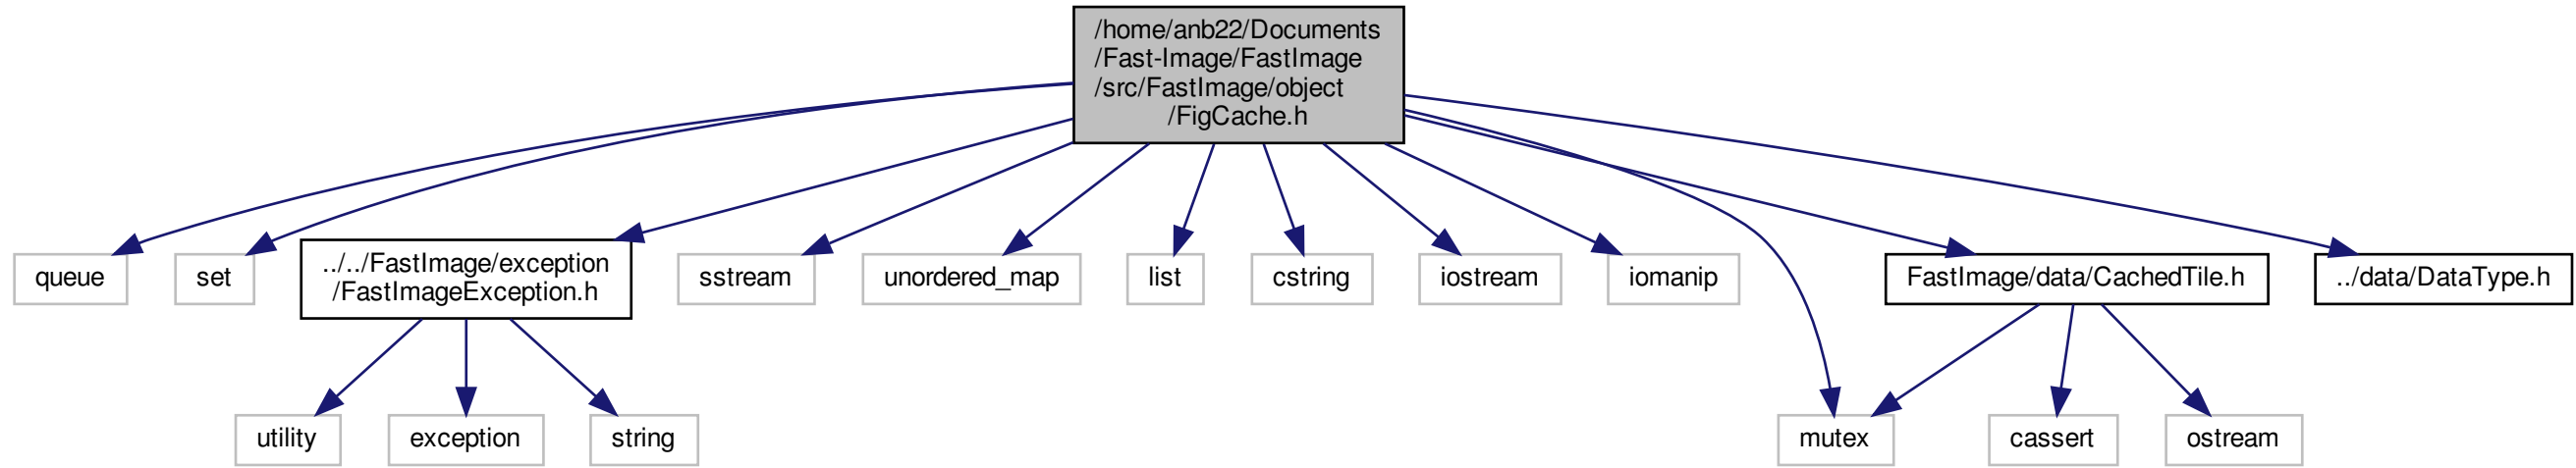 /home/anb22/Documents
/Fast-Image/FastImage
/src/FastImage/object
/FigCache.h
queue
set
../../FastImage/exception
/FastImageException.h
sstream
unordered_map
list
cstring
iostream
iomanip
FastImage/data/CachedTile.h
../data/DataType.h
utility
exception
string
mutex
cassert
ostream